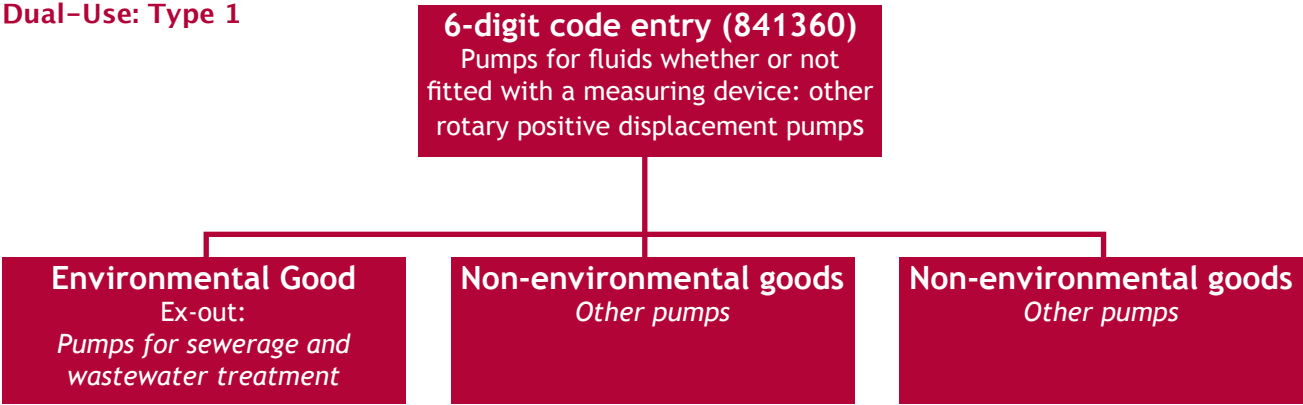 Dual-Use: Type 1
6-digit code entry (841360)
Pumps for fluids whether or not
fitted with a measuring device: other
rotary positive displacement pumps
Environmental Good
Ex-out:
Pumps for sewerage and
wastewater treatment
Non-environmental goods
Other pumps
Non-environmental goods
Other pumps